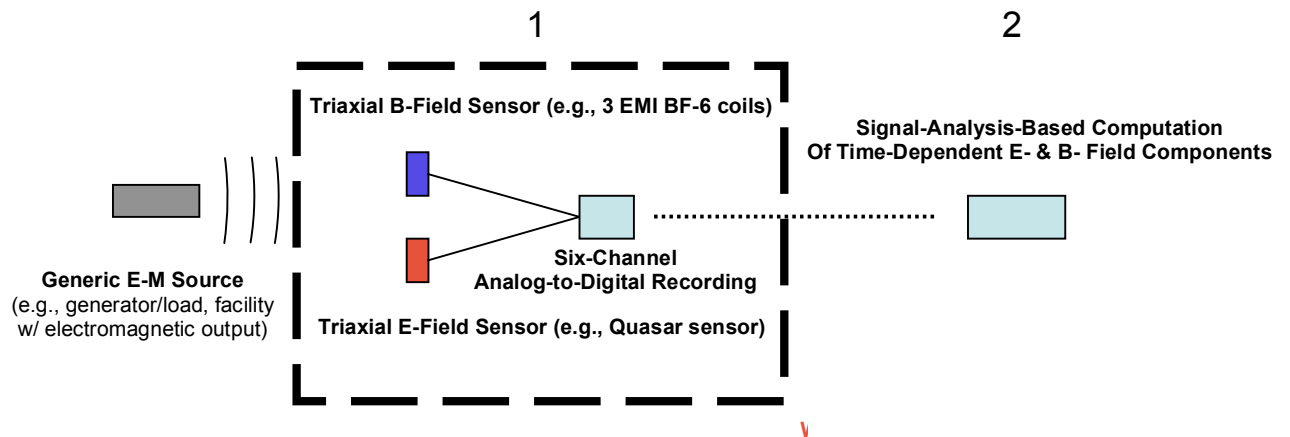 1
2
Triaxial B-Field Sensor (e.g., 3 EMI BF-6 coils)
Signal-Analysis-Based Computation
Of Time-Dependent E- & B- Field Components
Generic E-M Source
(e.g., generator/load, facility
w/ electromagnetic output)
Six-Channel
Analog-to-Digital Recording
Triaxial E-Field Sensor (e.g., Quasar sensor)